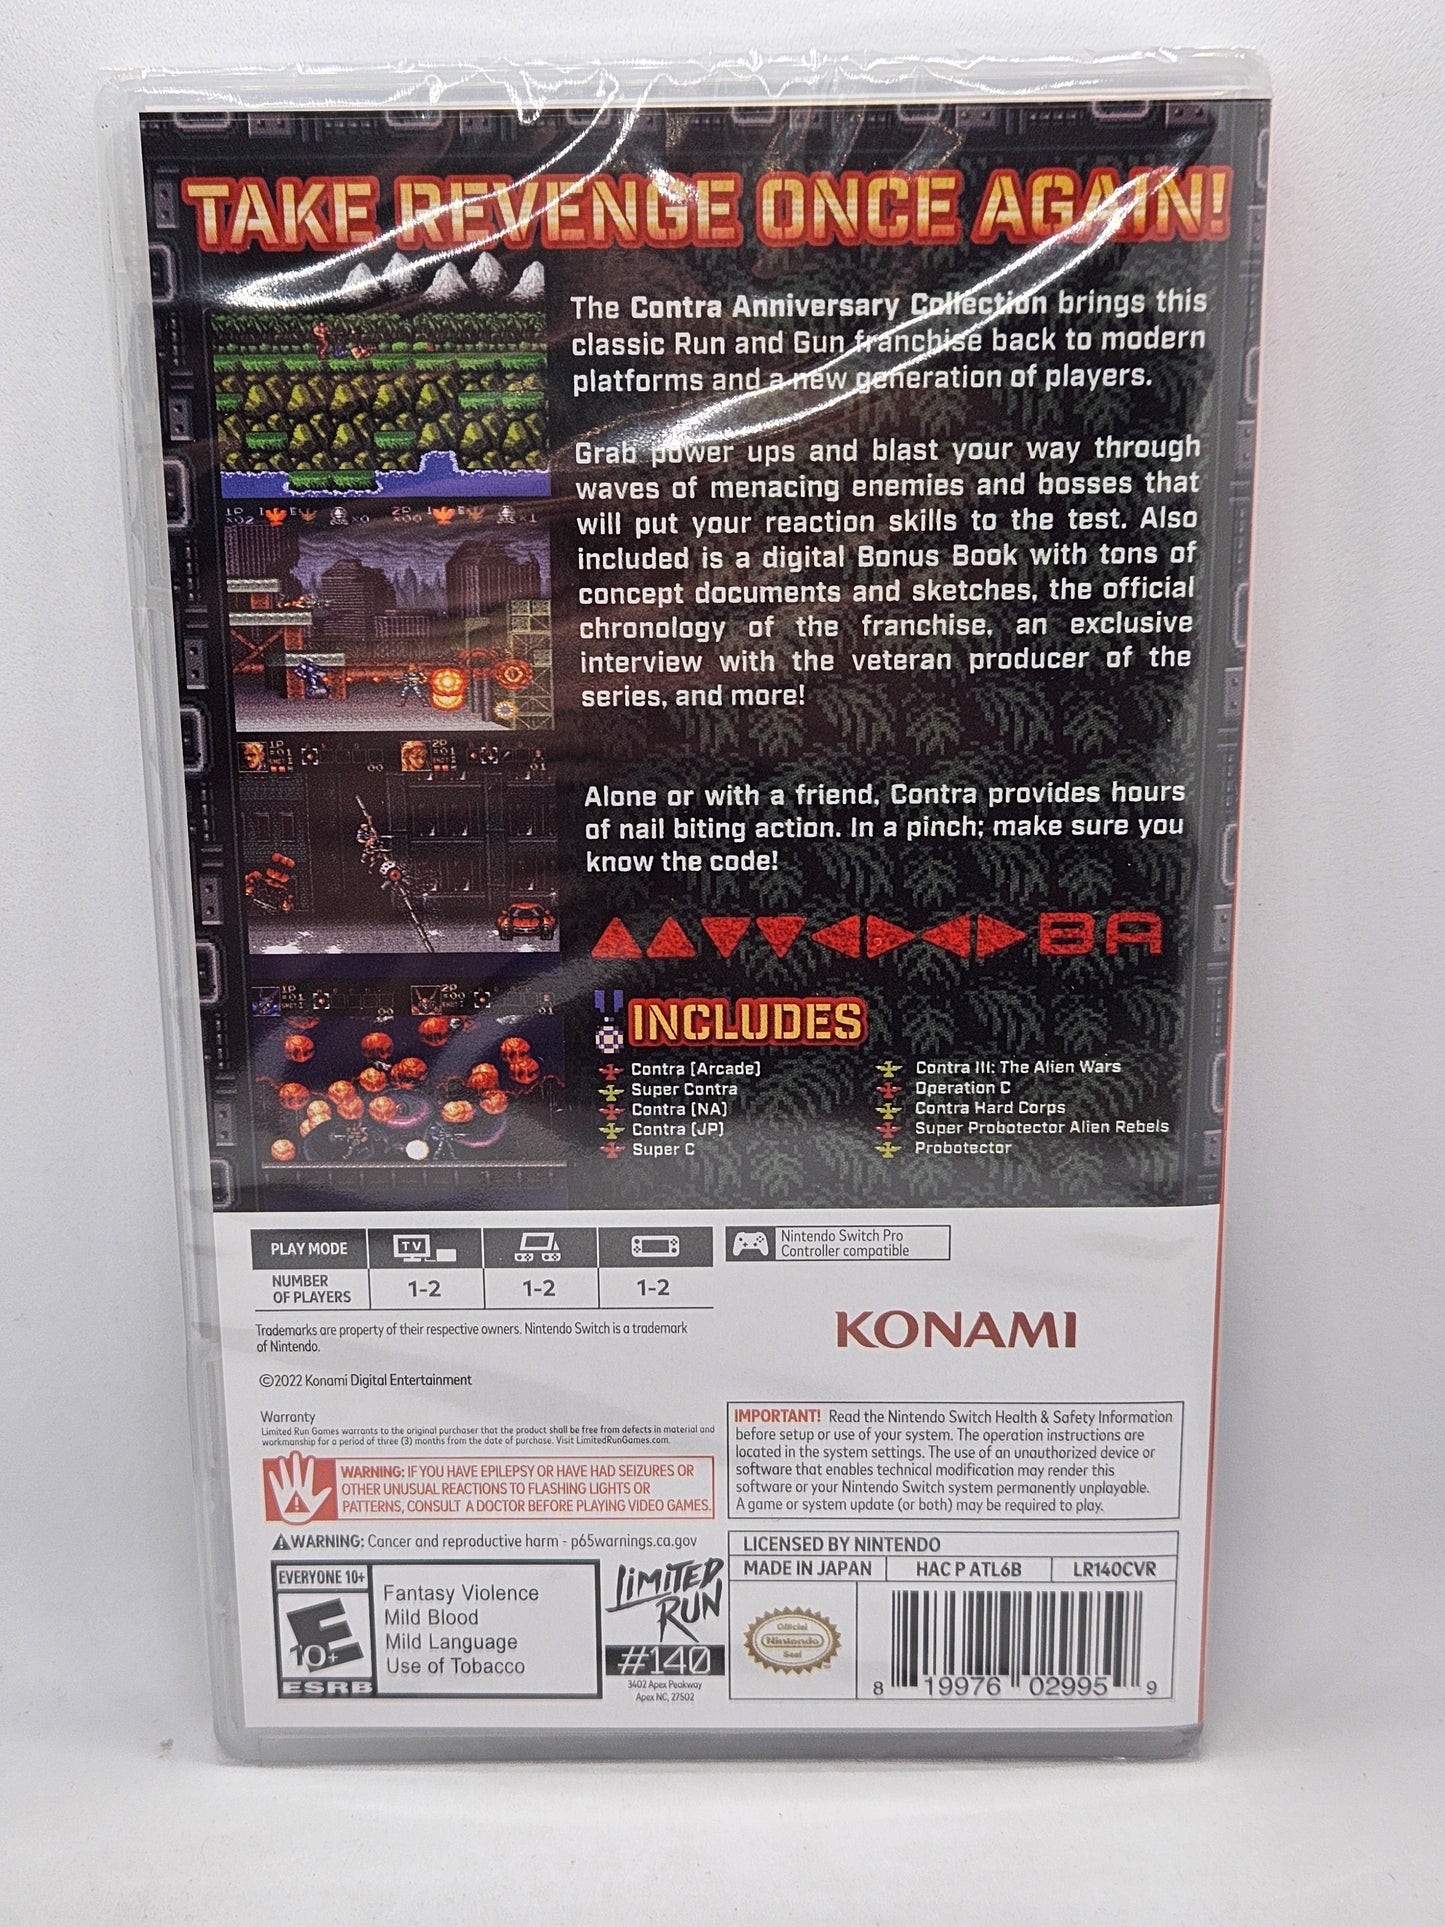 TAKE REVENGE ONCE AGAIN!
The Contra Anniversary Collection brings this
classic Run and Gun franchise back to modern
platforms and a new generation of players.
Grab power ups and blast your way through
waves of menacing enemies and bosses that
will put your reaction skills to the test. Also
included is a digital Bonus Book with tons of
concept documents and sketches, the official
chronology of the franchise, an exclusive
interview with the veteran producer of the
series, and more!
Alone or with a friend, Contra provides hours
of nail biting action. In a pinch; make sure you
know the code!
▲▲▼▼◀▶◀▶BA
INCLUDES
Contra (Arcade)
Super Contra
Contra (NA)
Contra (JP)
Super C
Contra III: The Alien Wars
Operation C
Contra Hard Corps
Super Probotector Alien Rebels
Probotector
PLAY MODE
TV
NUMBER
OF PLAYERS
1-2
1-2
1-2
Nintendo Switch Pro
Controller compatible
Trademarks are property of their respective owners. Nintendo Switch is a trademark
of Nintendo.
KONAMI
©2022 Konami Digital Entertainment
Warranty
Limited Run Games warrants to the original purchaser that the product shall be free from defects in material and
workmanship for a period of three (3) months from the date of purchase. Visit LimitedRunGames.com.
IMPORTANT! Read the Nintendo Switch Health & Safety Information
before setup or use of your system. The operation instructions are
located in the system settings. The use of an unauthorized device or
software that enables technical modification may render this
software or your Nintendo Switch system permanently unplayable.
A game or system update (or both) may be required to play.
WARNING: IF YOU HAVE EPILEPSY OR HAVE HAD SEIZURES OR
OTHER UNUSUAL REACTIONS TO FLASHING LIGHTS OR
PATTERNS, CONSULT A DOCTOR BEFORE PLAYING VIDEO GAMES.
WARNING: Cancer and reproductive harm - p65warnings.ca.gov
EVERYONE 10+
E
10+
ESRB
Fantasy Violence
Mild Blood
Mild Language
Use of Tobacco
LIMITED
RUN
#140
3402 Apex Peakway
Apex NC, 27502
LICENSED BY NINTENDO
MADE IN JAPAN
HAC P ATL6B
LR140CVR
Official
Nintendo
Seal
8 19976 02995 9